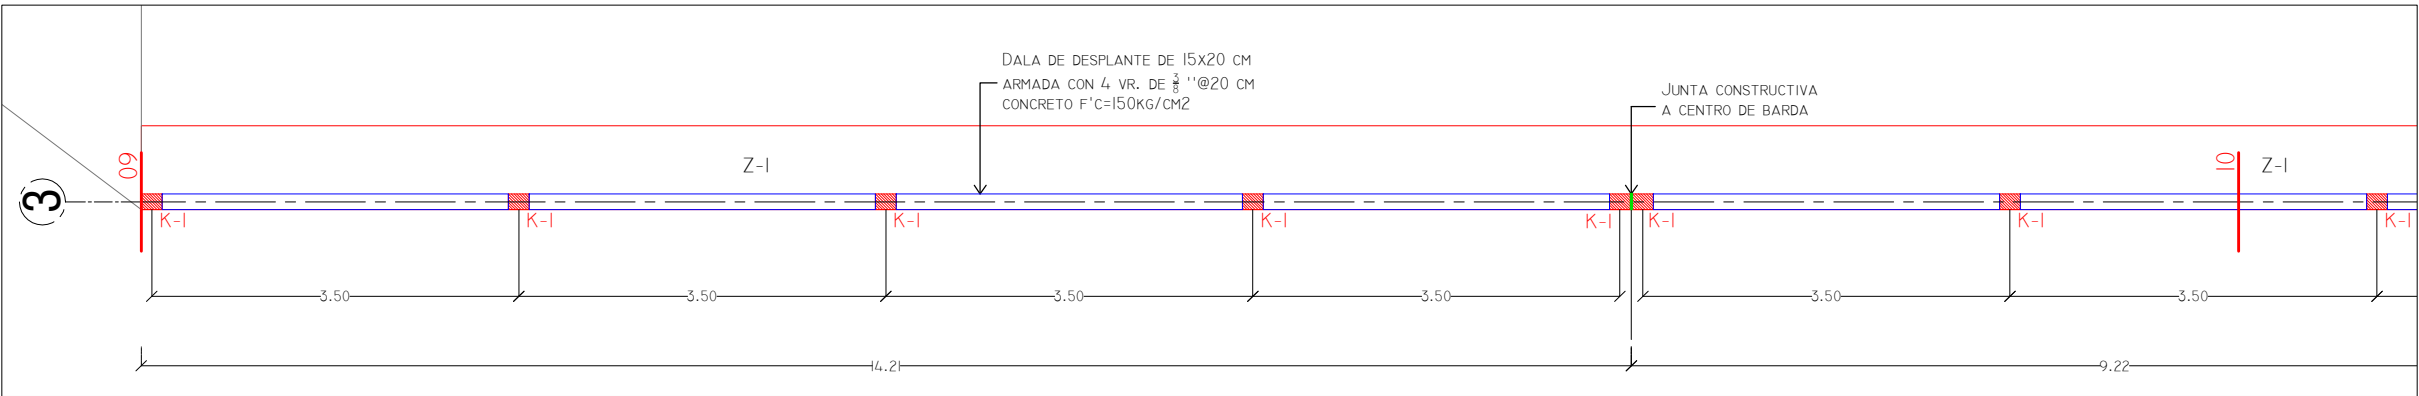 DALA DE DESPLANTE DE 15X20 CM
ARMADA CON 4 VR. DE 3/8 ''@20 CM
CONCRETO F'C=150KG/CM2
JUNTA CONSTRUCTIVA
A CENTRO DE BARDA
09
Z-1
10
Z-1
3
K-1
K-1
K-1
K-1
K-1
K-1
K-1
K-1
3.50
3.50
3.50
3.50
3.50
3.50
14.21
9.22